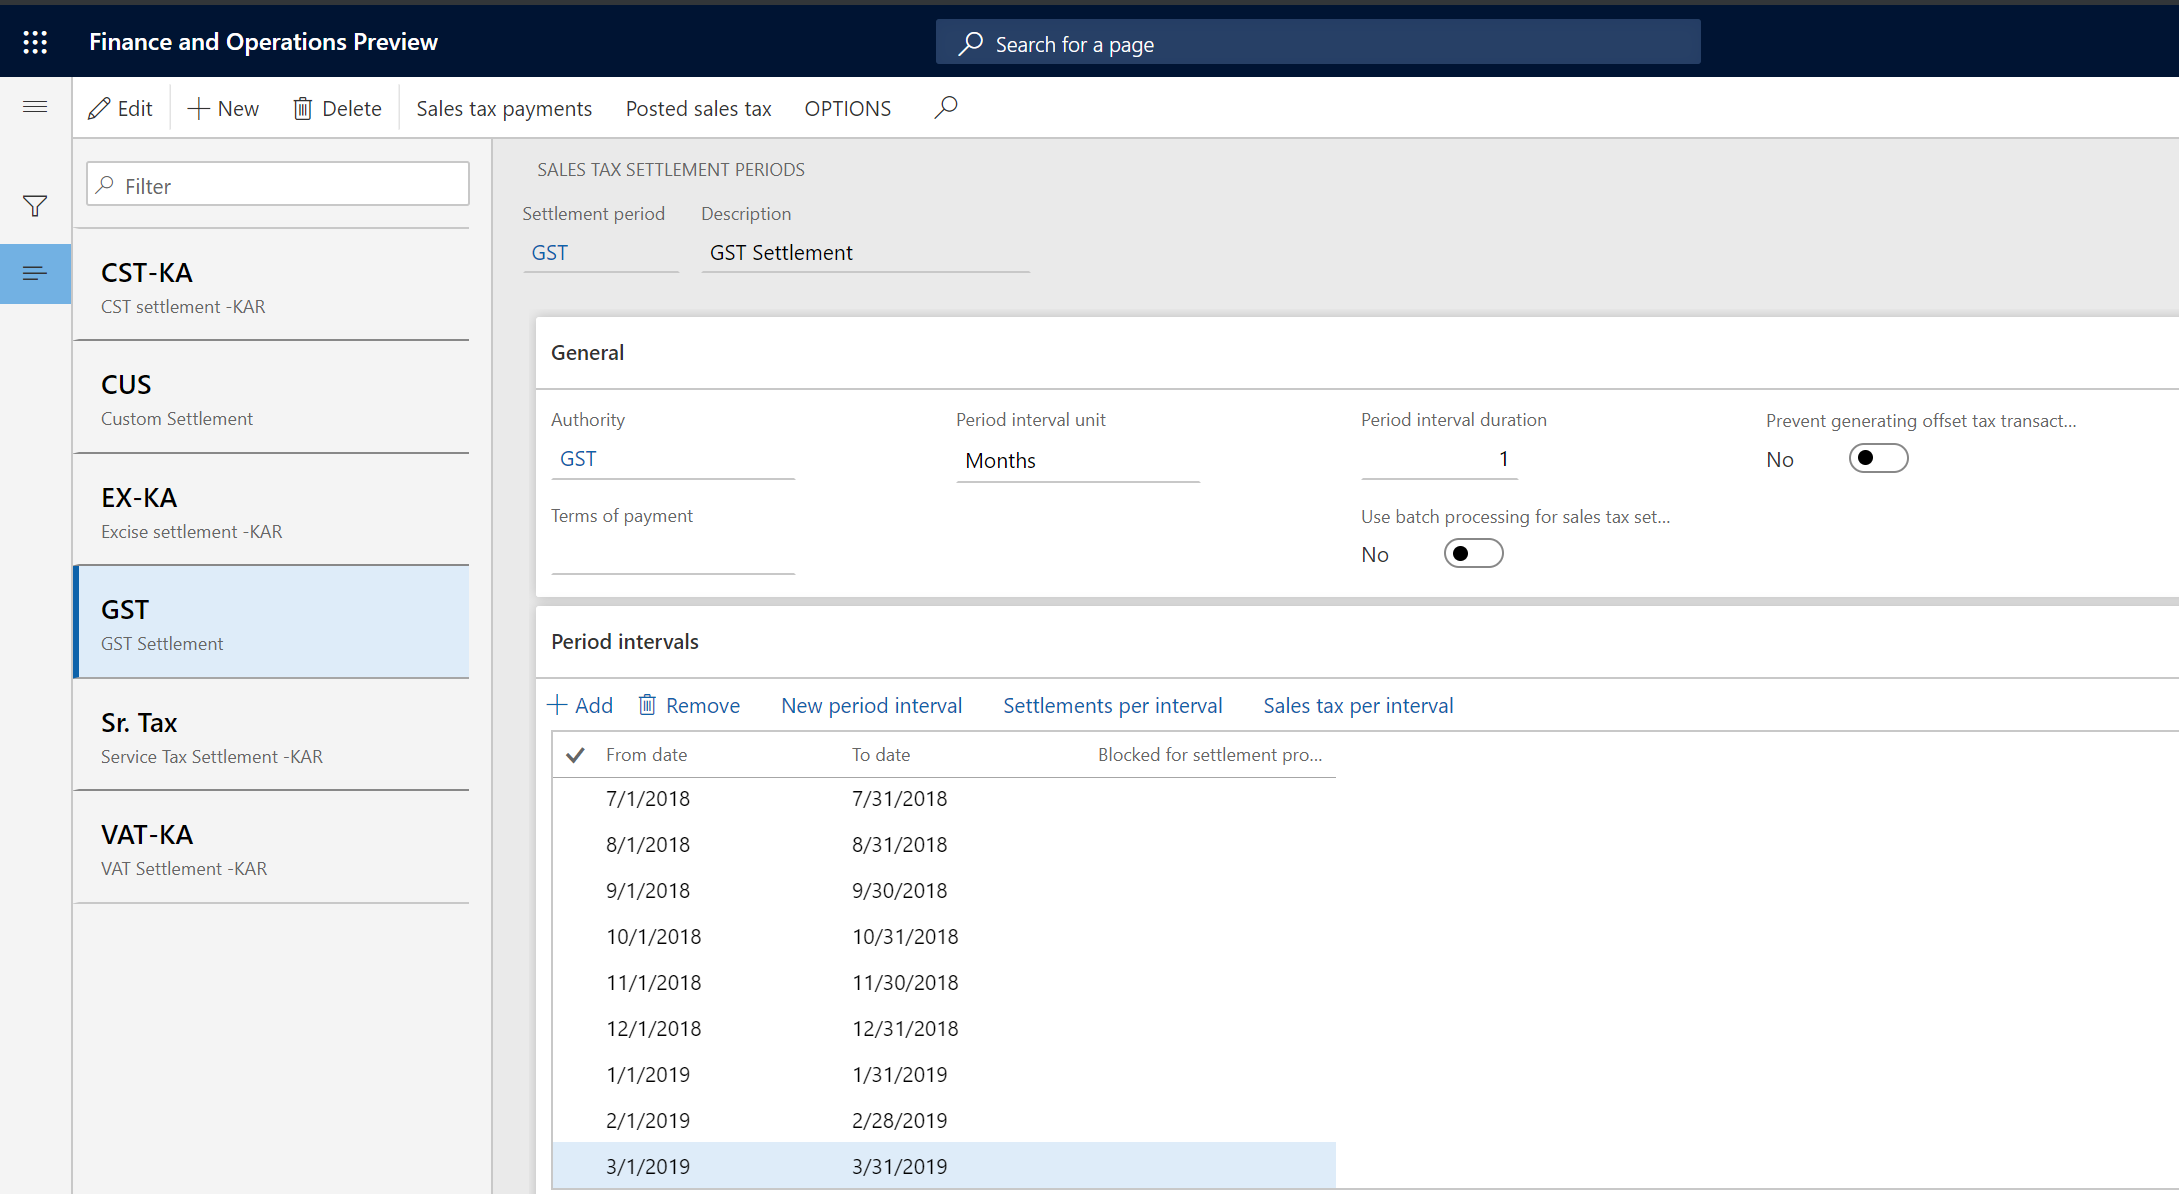 Finance and Operations Preview
Search for a page
Edit New Delete Sales tax payments Posted sales tax OPTIONS
Filter
CST-KA
CST settlement -KAR
CUS
Custom Settlement
EX-KA
Excise settlement -KAR
GST
GST Settlement
Sr. Tax
Service Tax Settlement -KAR
VAT-KA
VAT Settlement -KAR
SALES TAX SETTLEMENT PERIODS
Settlement period Description
GST GST Settlement
General
Authority Period interval unit Period interval duration Prevent generating offset tax transact...
GST Months 1 No
Terms of payment Use batch processing for sales tax set...
No
Period intervals
Add Remove New period interval Settlements per interval Sales tax per interval
From date To date Blocked for settlement pro...
7/1/2018 7/31/2018
8/1/2018 8/31/2018
9/1/2018 9/30/2018
10/1/2018 10/31/2018
11/1/2018 11/30/2018
12/1/2018 12/31/2018
1/1/2019 1/31/2019
2/1/2019 2/28/2019
3/1/2019 3/31/2019